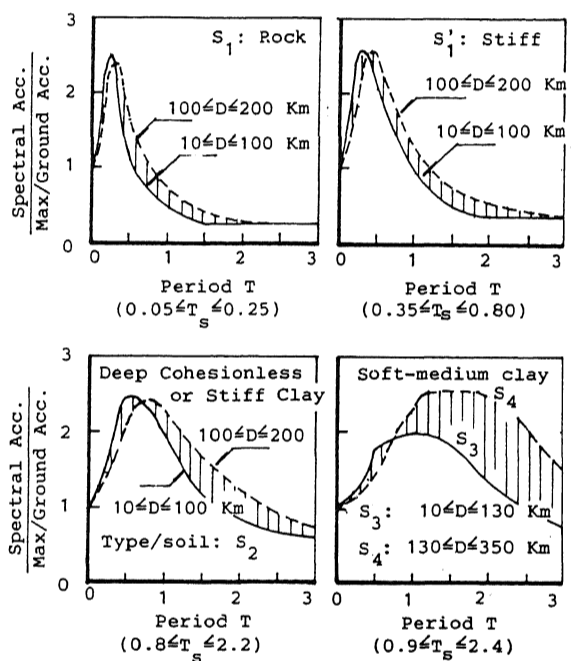 S₁: Rock
100≤D≤200 Km
10≤D≤100 Km
Spectral Acc.
Max/Ground Acc.
3
2
1
0
0 1 2 3
Period T
(0.05≤Tₛ≤0.25)
S₁': Stiff
100≤D≤200 Km
10≤D≤100 Km
0 1 2 3
Period T
(0.35≤Tₛ≤0.80)
Deep Cohesionless
or Stiff Clay
100≤D≤200
10≤D≤100 Km
Type/soil: S₂
Spectral Acc.
Max/Ground Acc.
3
2
1
0
0 1 2 3
Period T
(0.8≤Tₛ≤2.2)
Soft-medium clay
S₄
S₃
S₃: 10≤D≤130 Km
S₄: 130≤D≤350 Km
0 1 2 3
Period T
(0.9≤Tₛ≤2.4)